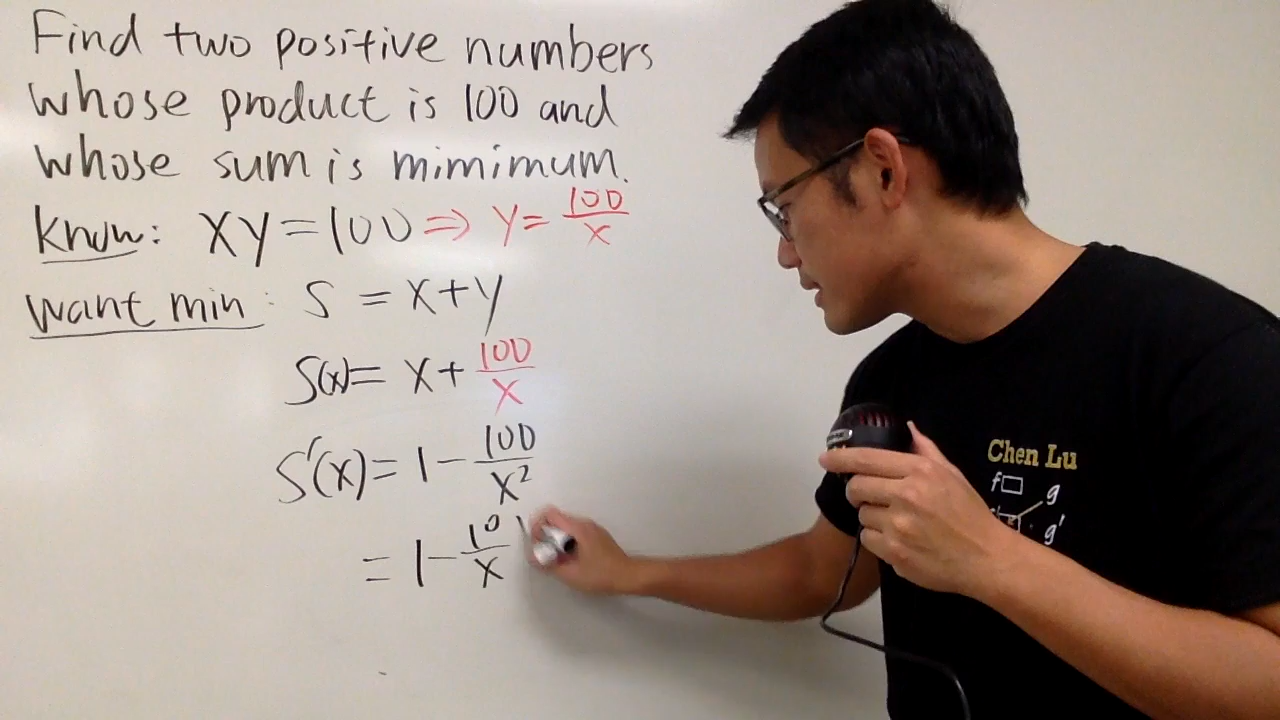 Find two positive numbers
whose product is 100 and
whose sum is mimimum.
Know: xy = 100 ⇒ y = 100/x
Want min: S = x + y
S(x) = x + 100/x
S'(x) = 1 - 100/x²
= 1 - 10/x
Chen Lu
f□ g
g'